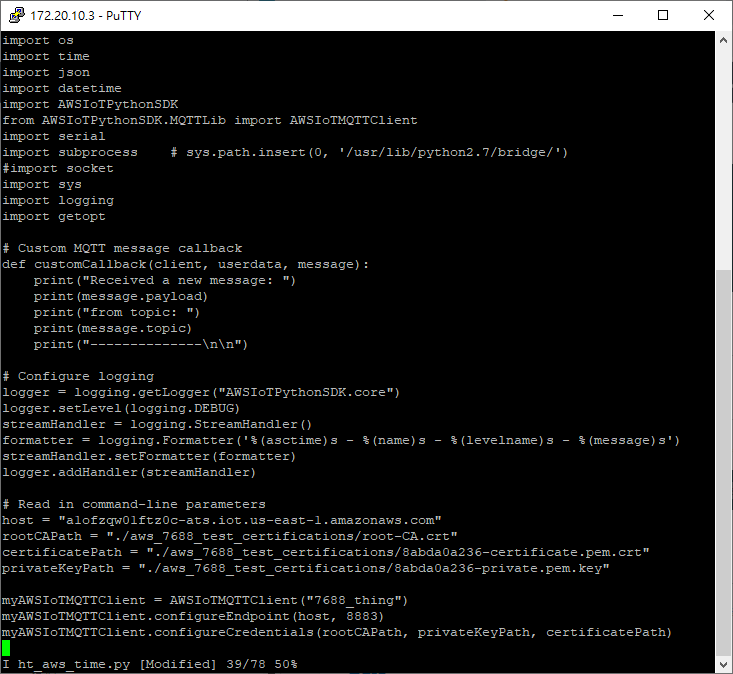 172.20.10.3 - PuTTY
import os
import time
import json
import datetime
import AWSIoTPythonSDK
from AWSIoTPythonSDK.MQTTLib import AWSIoTMQTTClient
import serial
import subprocess    # sys.path.insert(0, '/usr/lib/python2.7/bridge/')
#import socket
import sys
import logging
import getopt

# Custom MQTT message callback
def customCallback(client, userdata, message):
    print("Received a new message: ")
    print(message.payload)
    print("from topic: ")
    print(message.topic)
    print("--------------\n\n")

# Configure logging
logger = logging.getLogger("AWSIoTPythonSDK.core")
logger.setLevel(logging.DEBUG)
streamHandler = logging.StreamHandler()
formatter = logging.Formatter('%(asctime)s - %(name)s - %(levelname)s - %(message)s')
streamHandler.setFormatter(formatter)
logger.addHandler(streamHandler)

# Read in command-line parameters
host = "a1ofzqw01ftz0c-ats.iot.us-east-1.amazonaws.com"
rootCAPath = "./aws_7688_test_certifications/root-CA.crt"
certificatePath = "./aws_7688_test_certifications/8abda0a236-certificate.pem.crt"
privateKeyPath = "./aws_7688_test_certifications/8abda0a236-private.pem.key"

myAWSIoTMQTTClient = AWSIoTMQTTClient("7688_thing")
myAWSIoTMQTTClient.configureEndpoint(host, 8883)
myAWSIoTMQTTClient.configureCredentials(rootCAPath, privateKeyPath, certificatePath)

I ht_aws_time.py [Modified] 39/78 50%